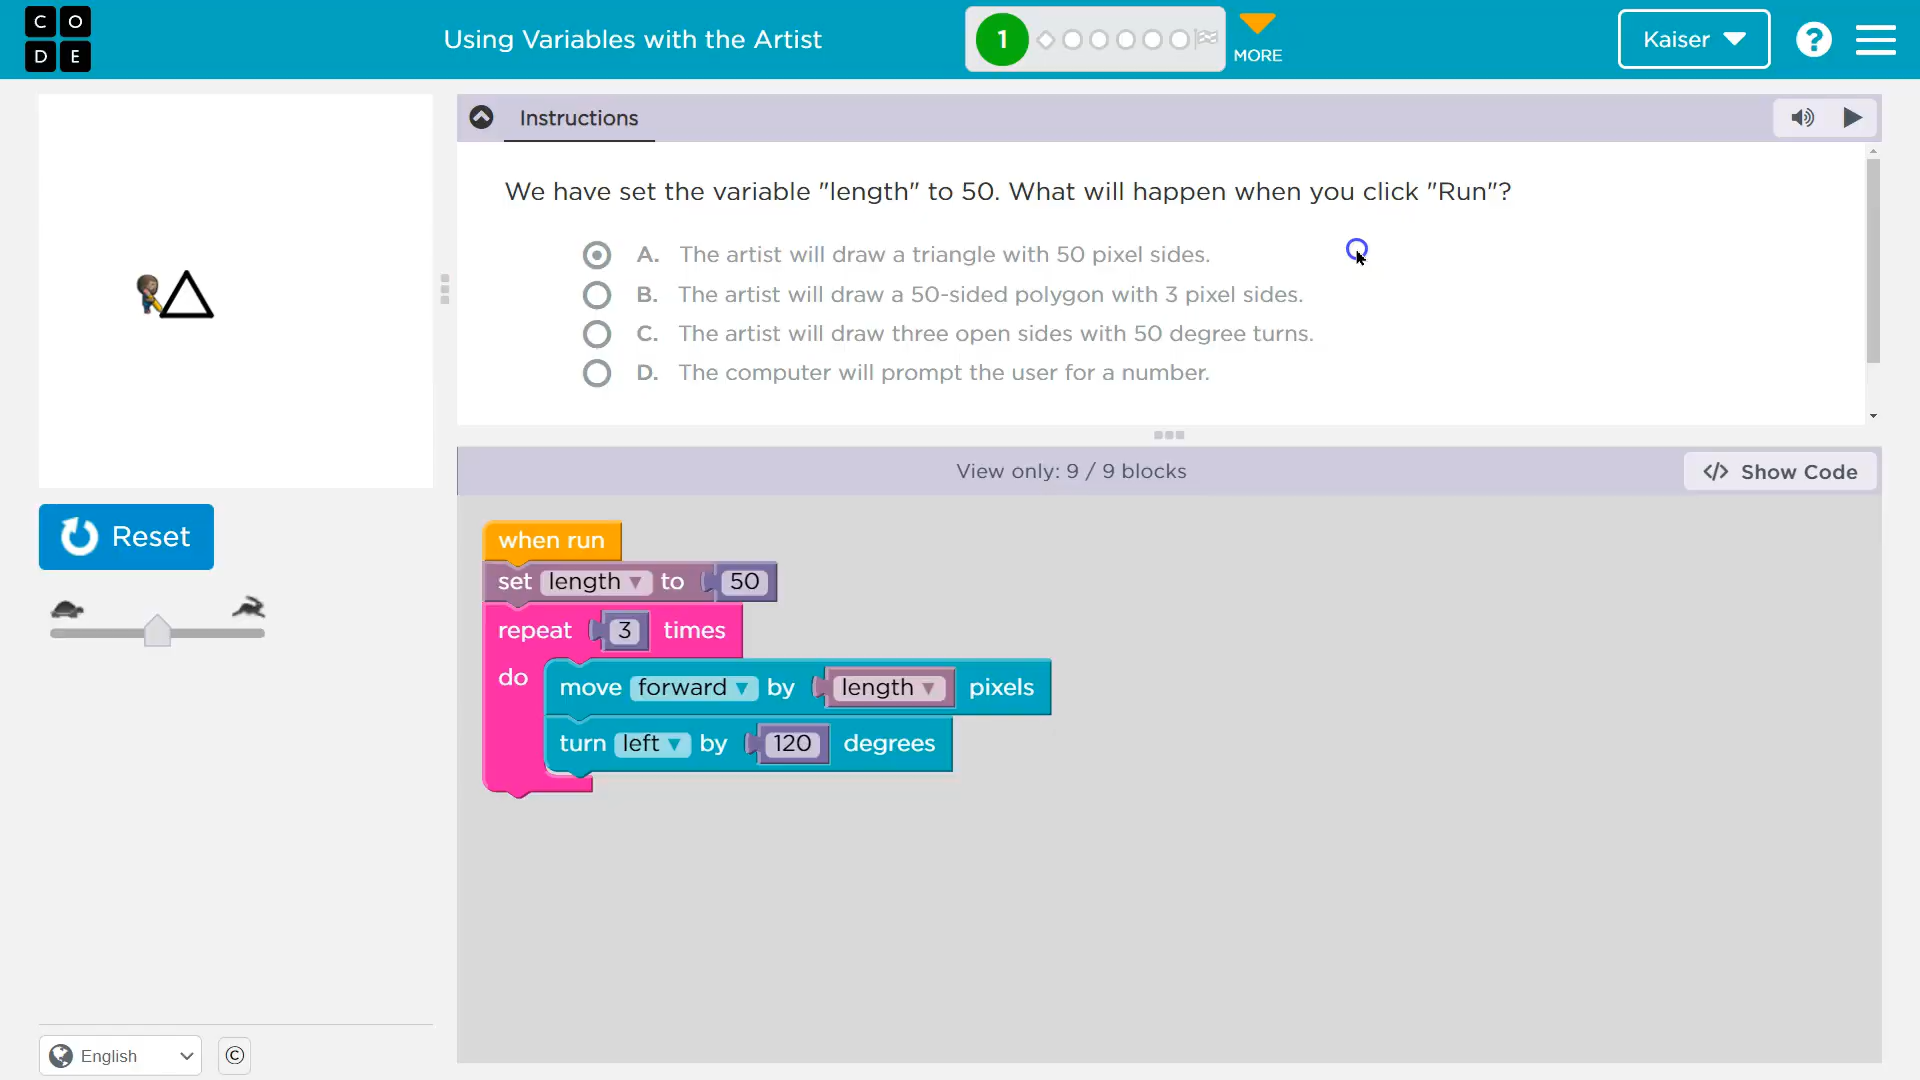 C O
D E
Using Variables with the Artist
1
MORE
Kaiser
?
Instructions
We have set the variable "length" to 50. What will happen when you click "Run"?
A. The artist will draw a triangle with 50 pixel sides.
B. The artist will draw a 50-sided polygon with 3 pixel sides.
C. The artist will draw three open sides with 50 degree turns.
D. The computer will prompt the user for a number.
View only: 9 / 9 blocks
</> Show Code
Reset
when run
set length ▼ to 50
repeat 3 times
do
move forward ▼ by length ▼ pixels
turn left ▼ by 120 degrees
English
©